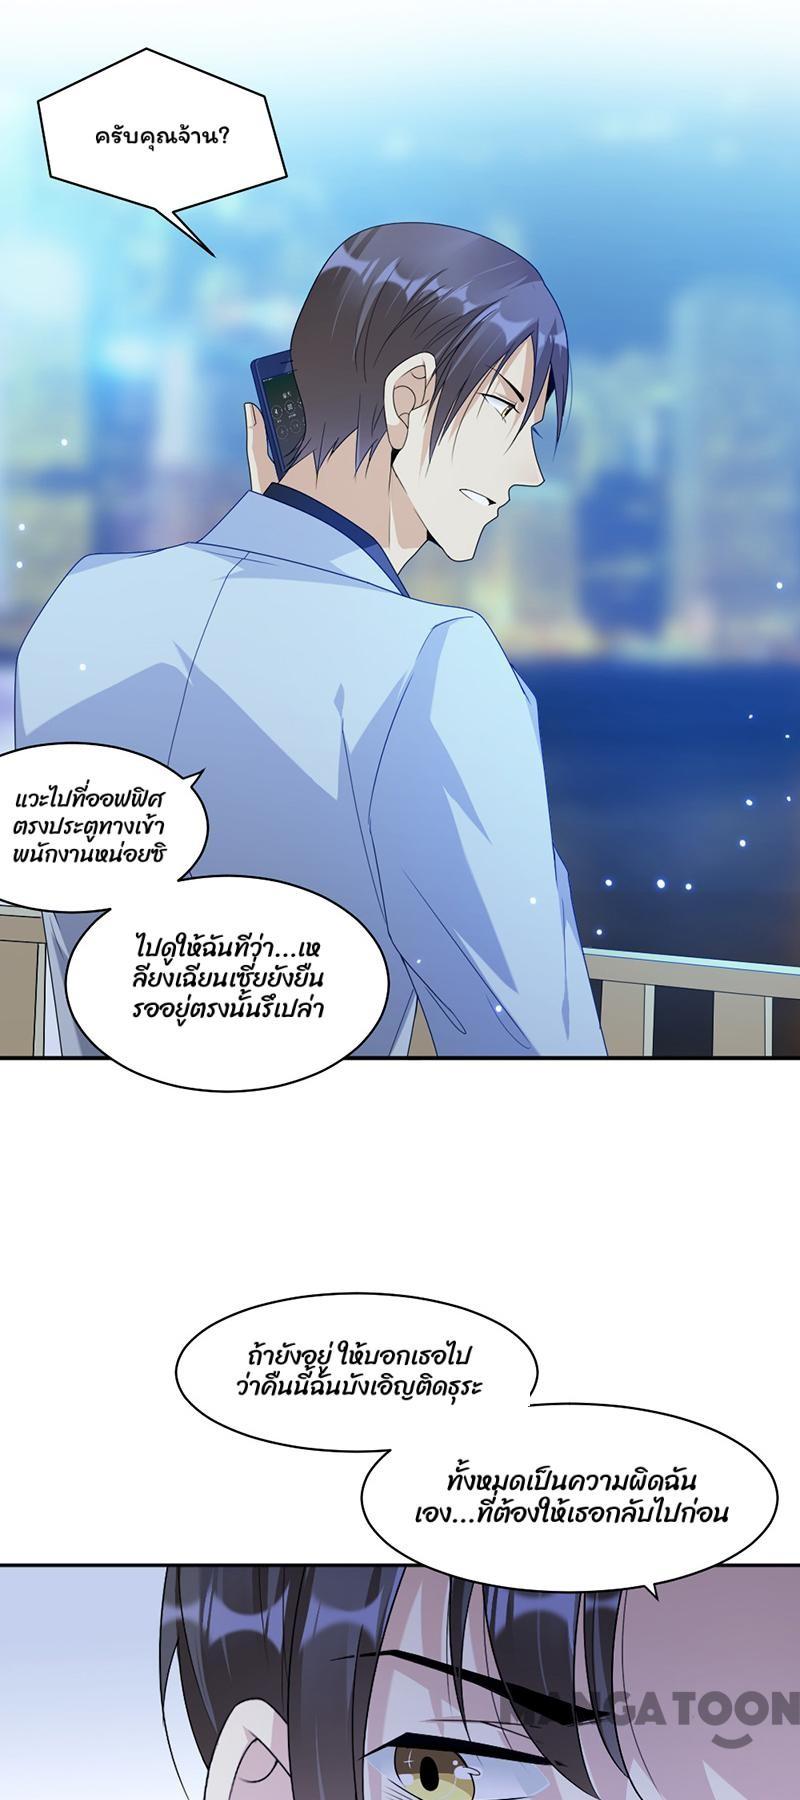 ครับคุณจ้าน?
แวะไปที่ออฟฟิศ
ตรงประตูทางเข้า
พนักงานหน่อยซิ
ไปดูให้ฉันทีว่า...เห
ลียงเฉียนเซี่ยยังยืน
รออยู่ตรงนั้นรึเปล่า
ถ้ายังอยู่ ให้บอกเธอไป
ว่าคืนนี้ฉันบังเอิญติดธุระ
ทั้งหมดเป็นความผิดฉัน
เอง...ที่ต้องให้เธอกลับไปก่อน
MANGATOON